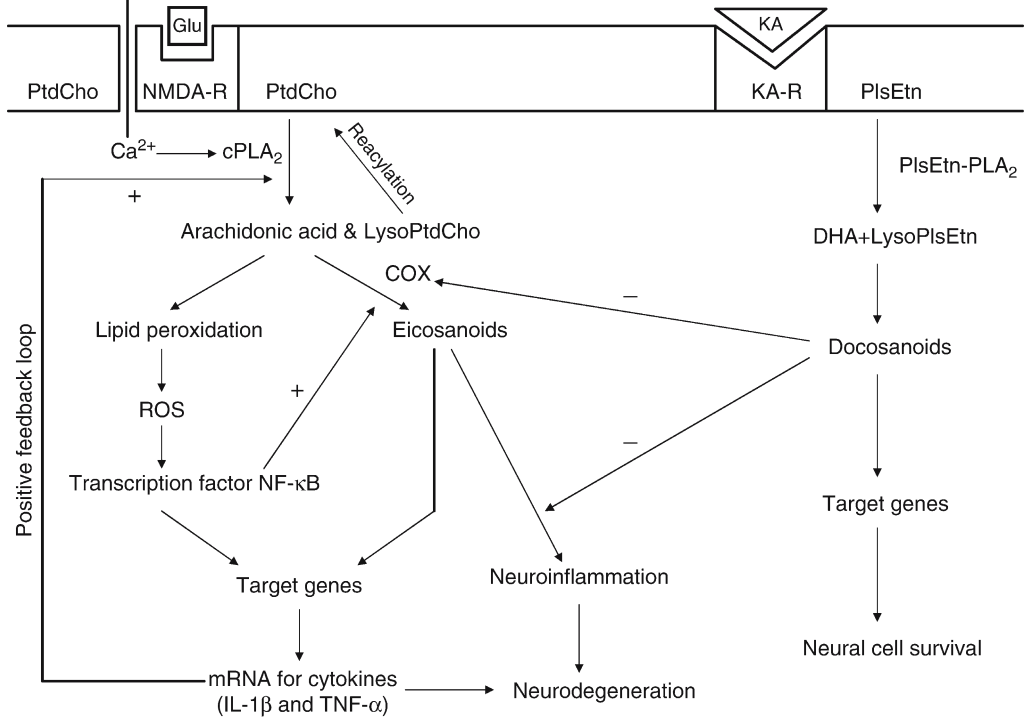 Glu
KA
PtdCho
NMDA-R
PtdCho
KA-R
PlsEtn
Ca2+
cPLA2
Reacylation
PlsEtn-PLA2
+
Arachidonic acid & LysoPtdCho
DHA+LysoPlsEtn
COX
–
Lipid peroxidation
Eicosanoids
Docosanoids
Positive feedback loop
+
ROS
–
Transcription factor NF-κB
Target genes
Target genes
Neuroinflammation
Neural cell survival
mRNA for cytokines
(IL-1β and TNF-α)
Neurodegeneration